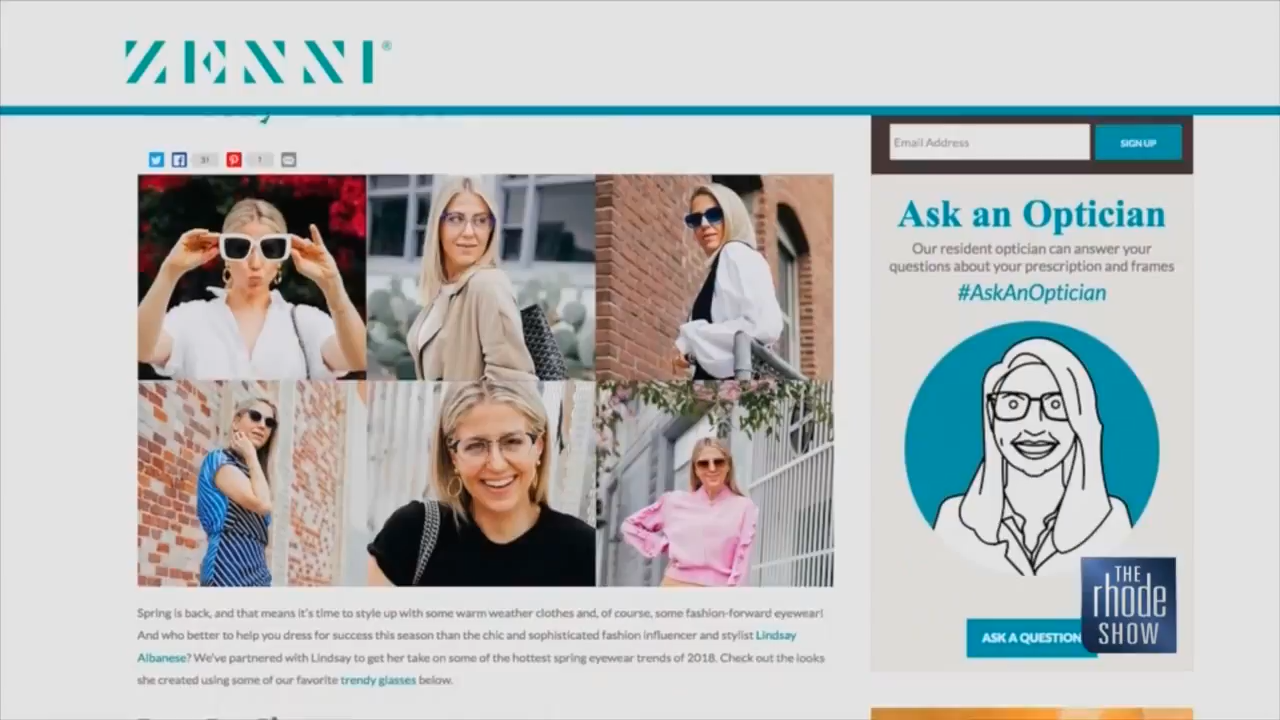 ZENNI®
31
1
Email Address
SIGN UP
Ask an Optician
Our resident optician can answer your
questions about your prescription and frames
#AskAnOptician
ASK A QUESTION
THE
rhode
SHOW
Spring is back, and that means it's time to style up with some warm weather clothes and, of course, some fashion-forward eyewear!
And who better to help you dress for success this season than the chic and sophisticated fashion influencer and stylist Lindsay
Albanese? We've partnered with Lindsay to get her take on some of the hottest spring eyewear trends of 2018. Check out the looks
she created using some of our favorite trendy glasses below.